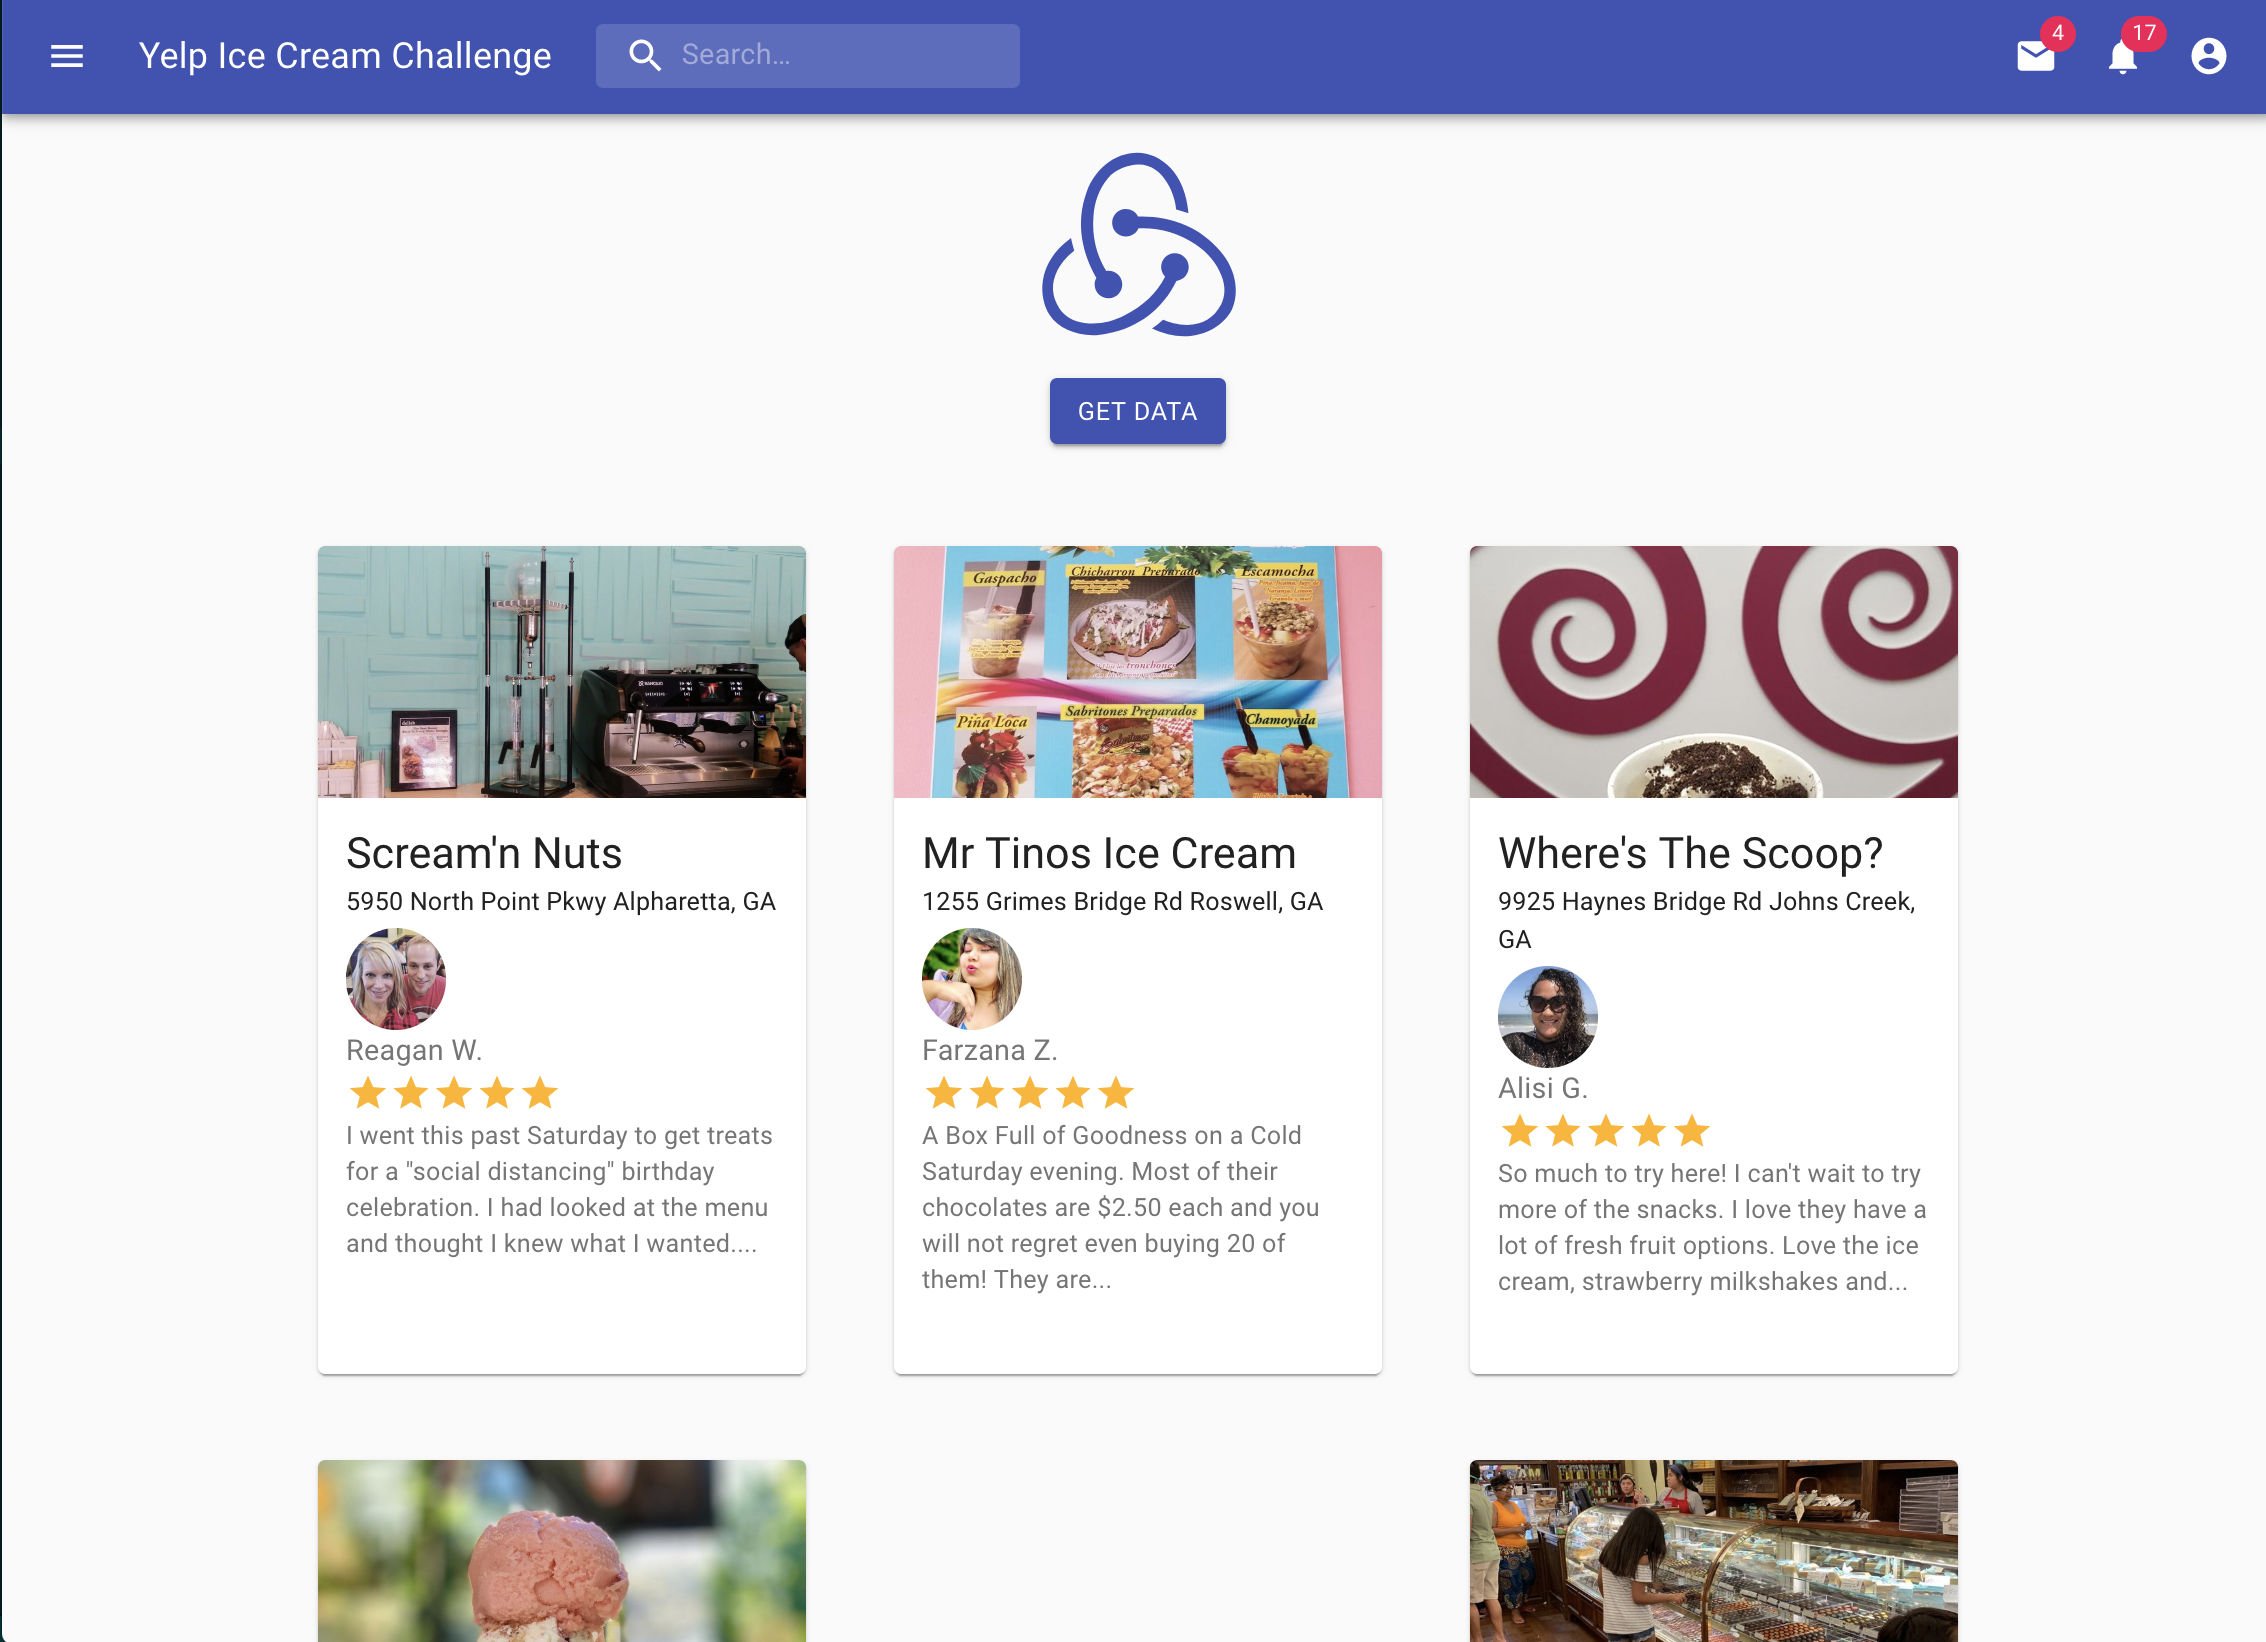 Yelp Ice Cream Challenge
Search...
4
17
GET DATA
Gaspacho
Chicharron Preparado
Escamocha
tronchones
Piña Loca
Sabritones Preparados
Chamoyada
Scream'n Nuts
5950 North Point Pkwy Alpharetta, GA
Reagan W.
I went this past Saturday to get treats
for a "social distancing" birthday
celebration. I had looked at the menu
and thought I knew what I wanted....
Mr Tinos Ice Cream
1255 Grimes Bridge Rd Roswell, GA
Farzana Z.
A Box Full of Goodness on a Cold
Saturday evening. Most of their
chocolates are $2.50 each and you
will not regret even buying 20 of
them! They are...
Where's The Scoop?
9925 Haynes Bridge Rd Johns Creek,
GA
Alisi G.
So much to try here! I can't wait to try
more of the snacks. I love they have a
lot of fresh fruit options. Love the ice
cream, strawberry milkshakes and...